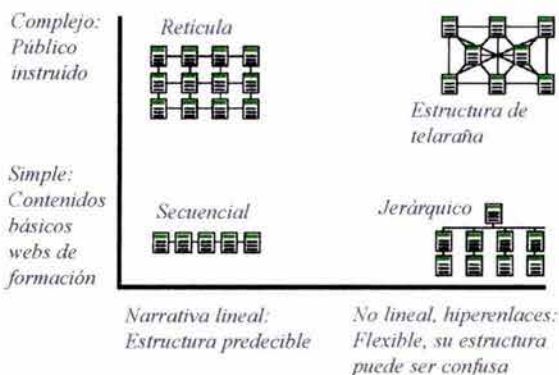 Complejo:
Público
instruído
Retícula
Estructura de
telaraña
Simple:
Contenidos
básicos
webs de
formación
Secuencial
Jerárquico
Narrativa lineal:
Estructura predecible
No lineal, hiperenlaces:
Flexible, su estructura
puede ser confusa